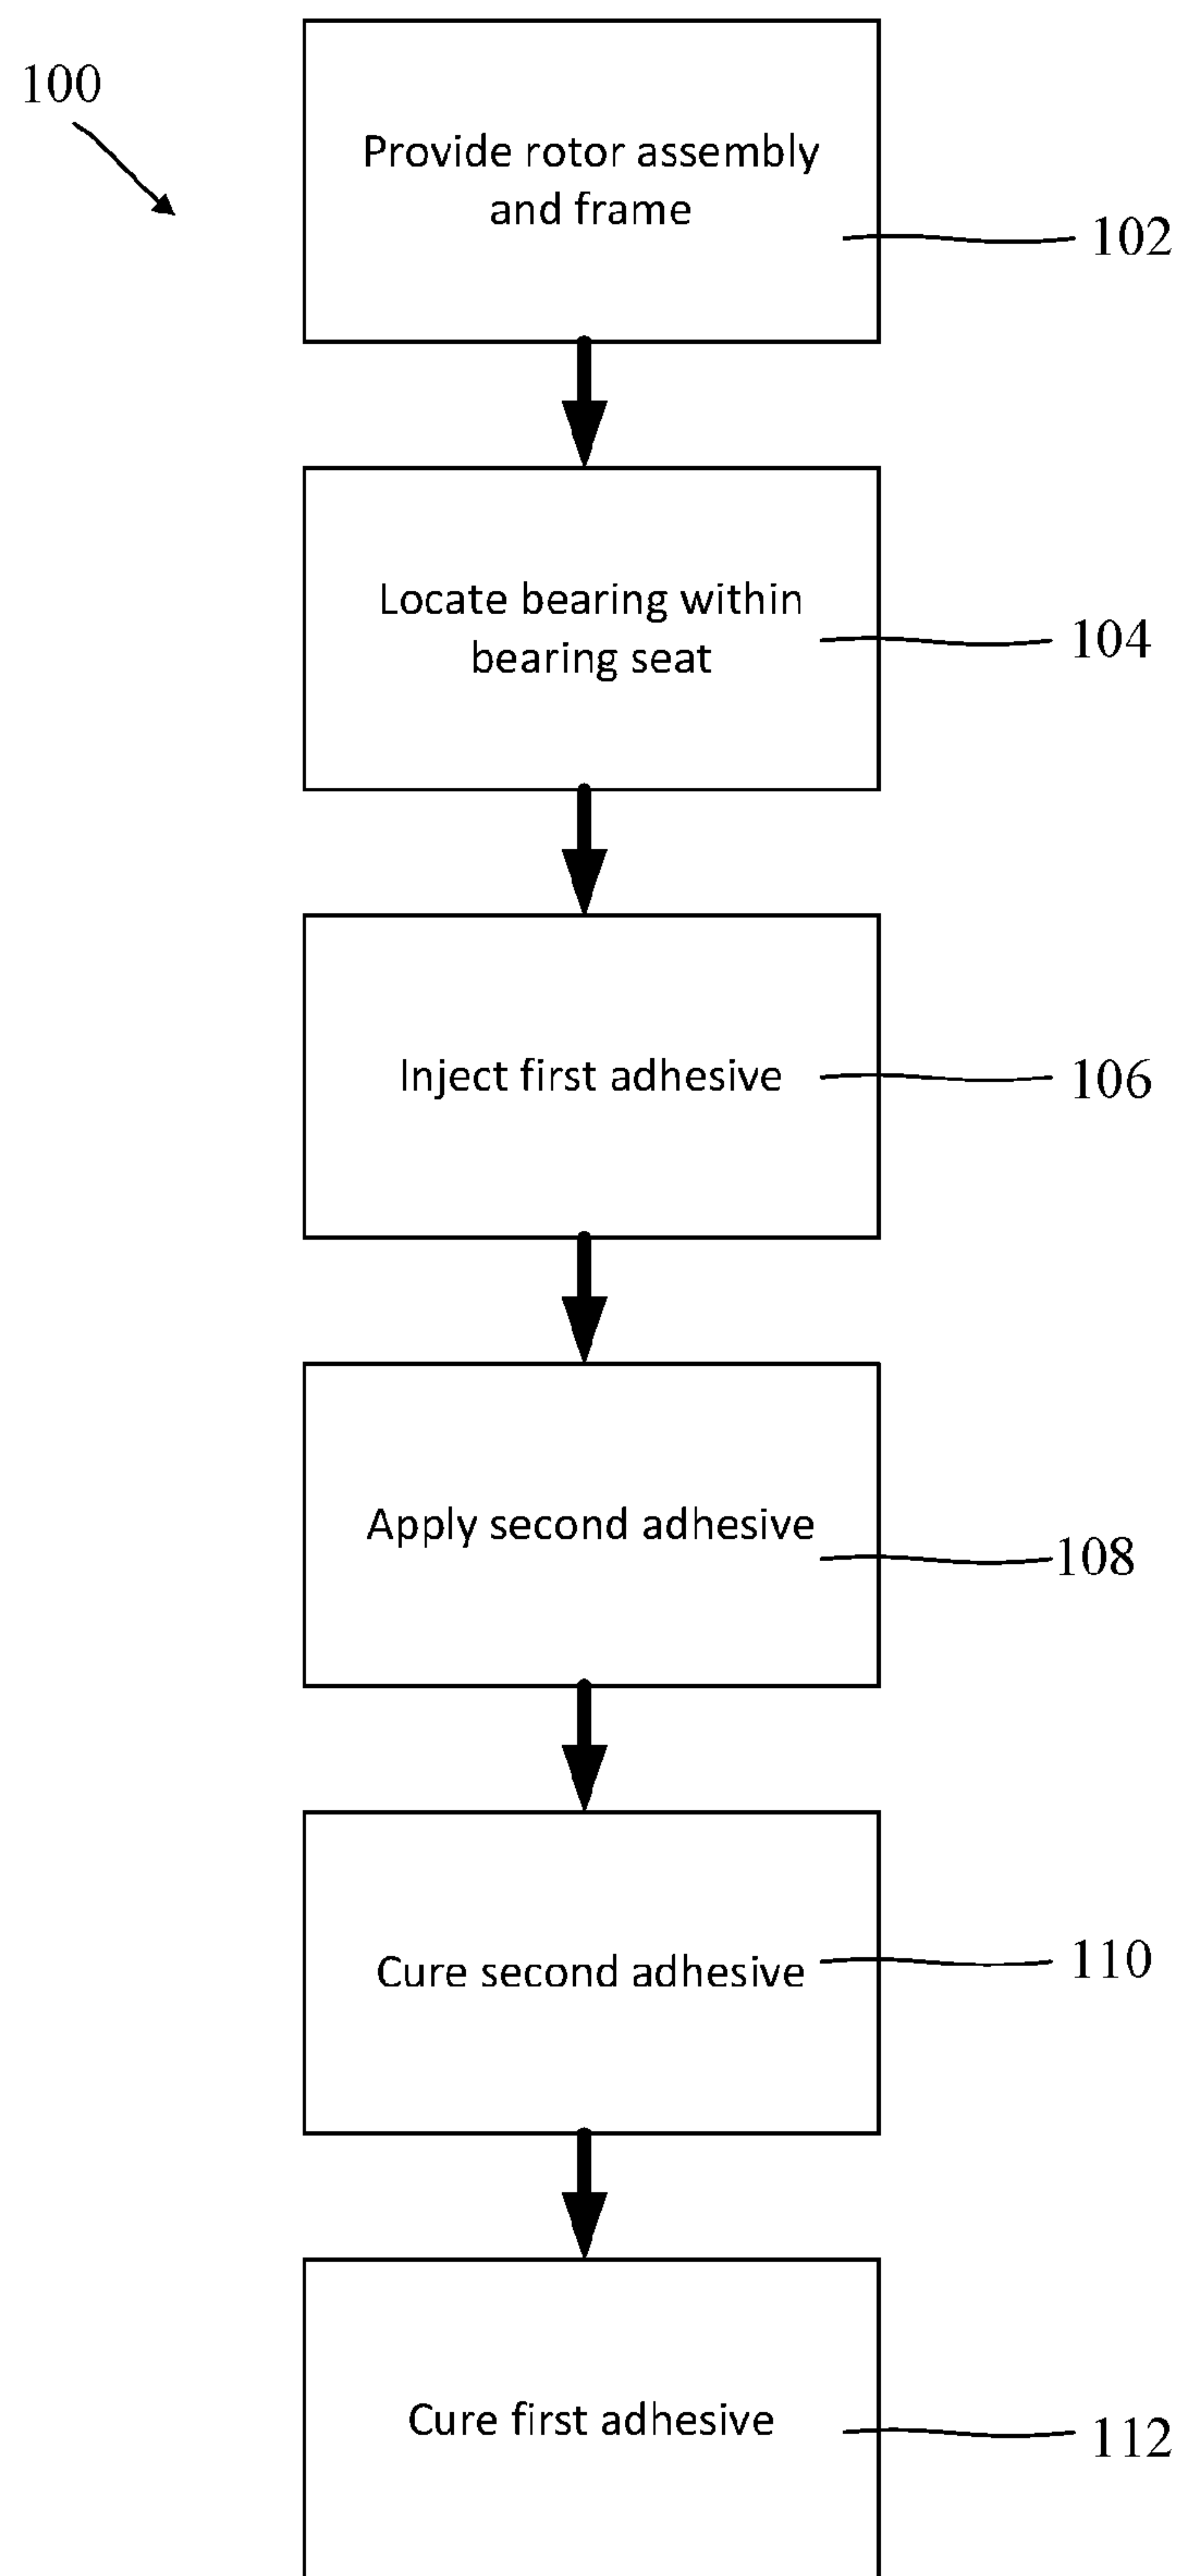 100
Provide rotor assembly
and frame
102
Locate bearing within
bearing seat
104
Inject first adhesive
106
Apply second adhesive
108
Cure second adhesive
110
Cure first adhesive
112